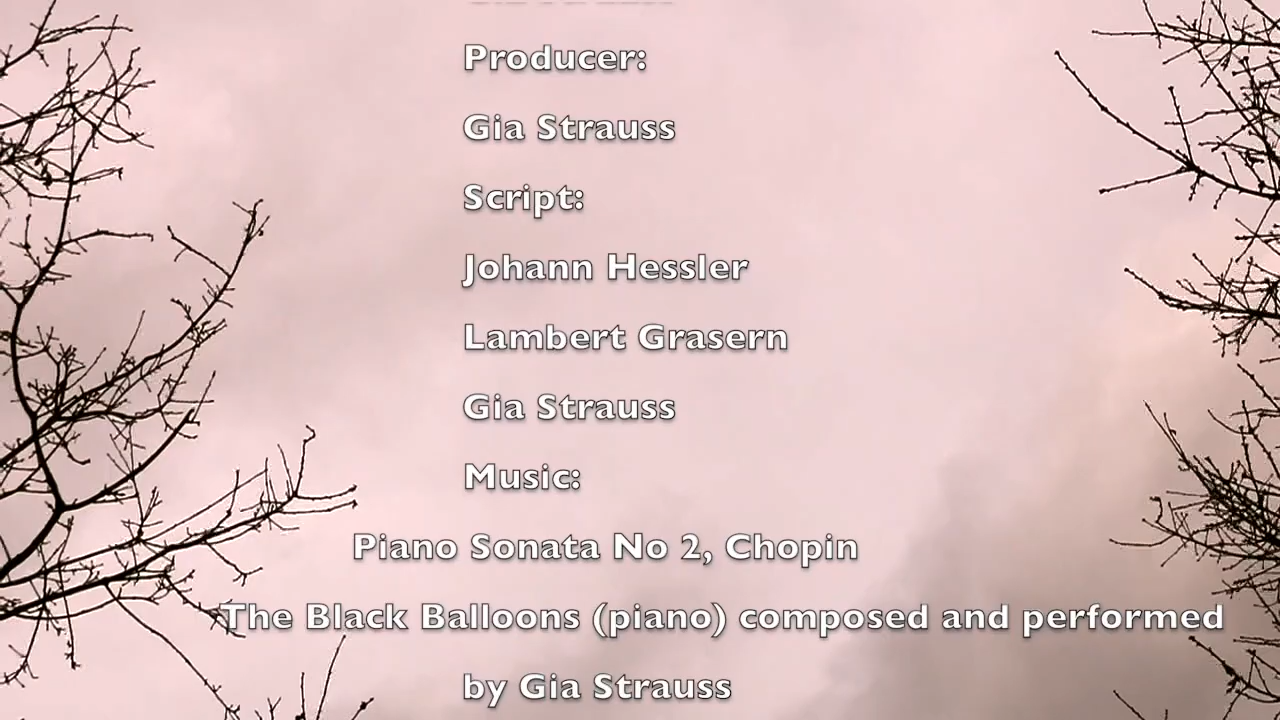 Producer:
Gia Strauss
Script:
Johann Hessler
Lambert Grasern
Gia Strauss
Music:
Piano Sonata No 2, Chopin
The Black Balloons (piano) composed and performed
by Gia Strauss